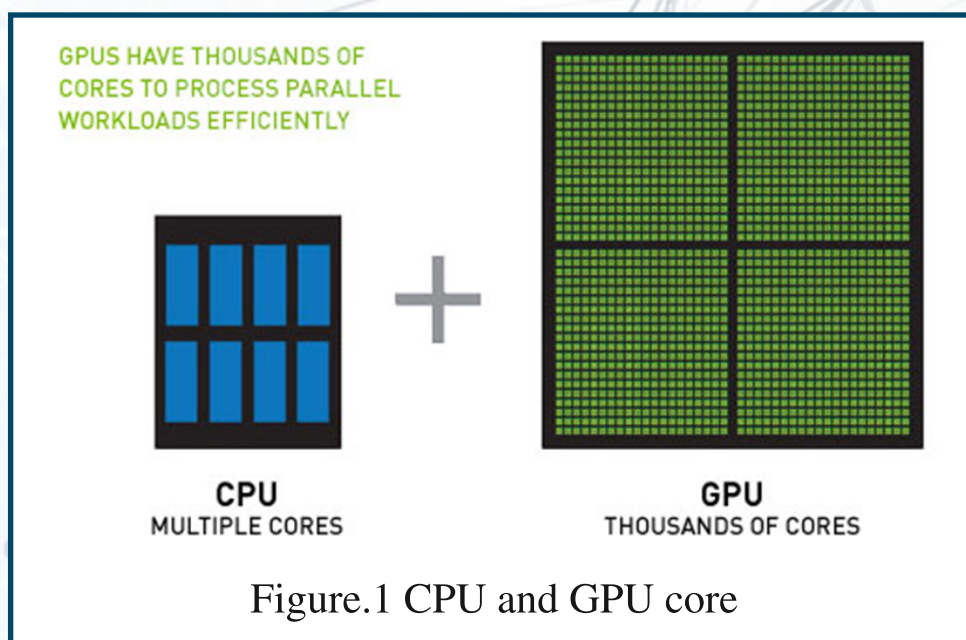 GPUS HAVE THOUSANDS OF
CORES TO PROCESS PARALLEL
WORKLOADS EFFICIENTLY
CPU
MULTIPLE CORES
GPU
THOUSANDS OF CORES
Figure.1 CPU and GPU core